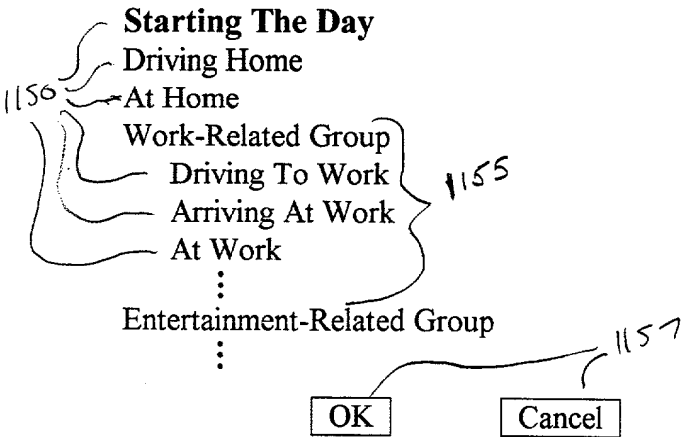 Starting The Day
Driving Home
1150
At Home
Work-Related Group
Driving To Work
1155
Arriving At Work
At Work
Entertainment-Related Group
1157
OK Cancel